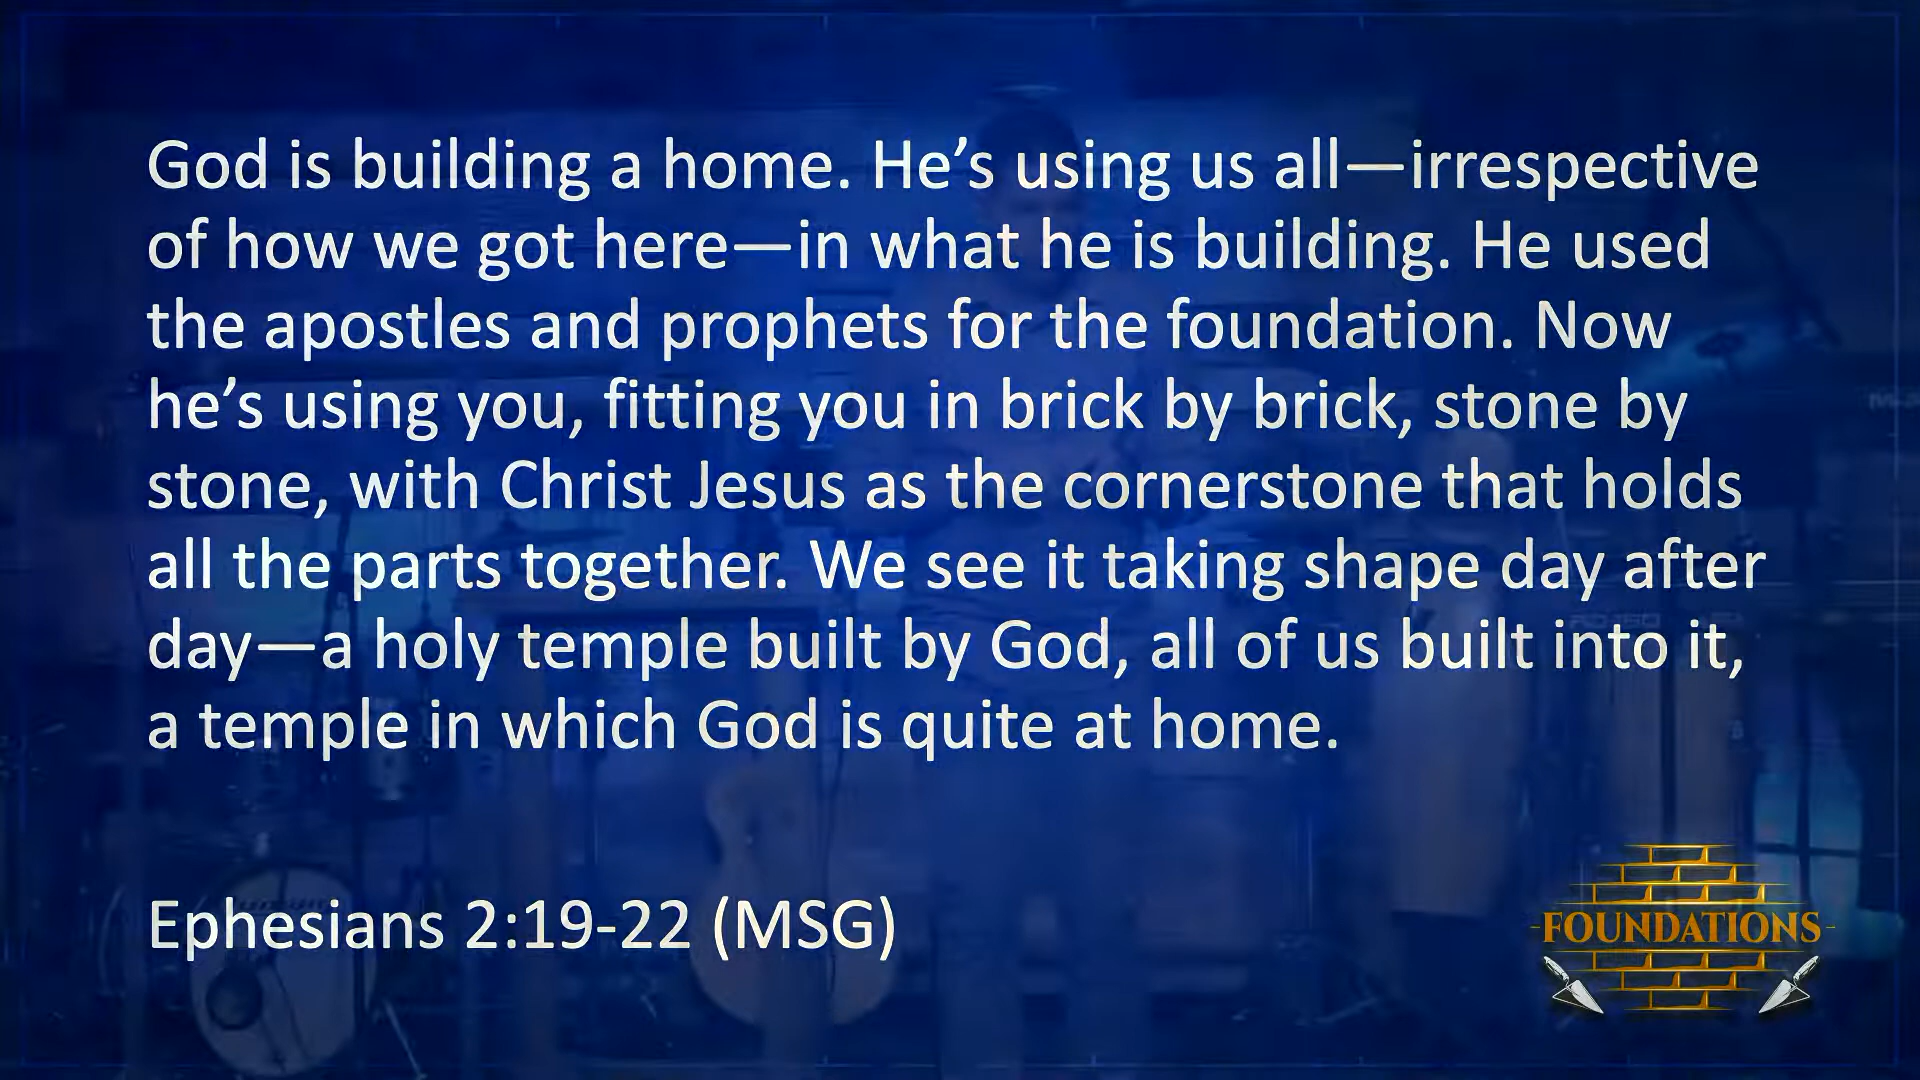 God is building a home. He’s using us all—irrespective
of how we got here—in what he is building. He used
the apostles and prophets for the foundation. Now
he’s using you, fitting you in brick by brick, stone by
stone, with Christ Jesus as the cornerstone that holds
all the parts together. We see it taking shape day after
day—a holy temple built by God, all of us built into it,
a temple in which God is quite at home.
Ephesians 2:19-22 (MSG)
FOUNDATIONS